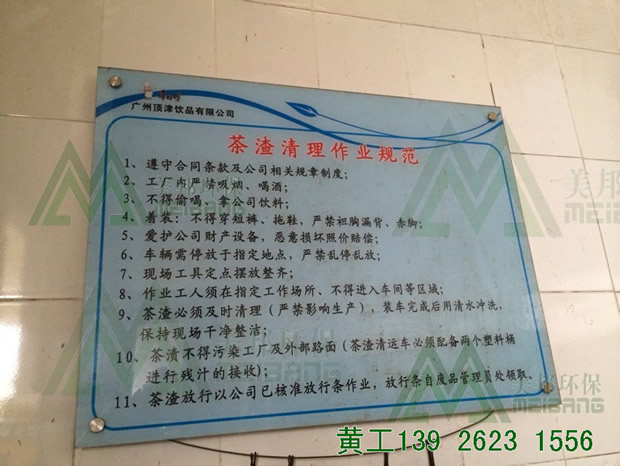 广州顶津饮品有限公司
茶渣清理作业规范
1、遵守合同条款及公司相关规章制度；
2、工厂内严禁吸烟、喝酒；
3、不得偷喝、拿公司饮料；
4、着装：不得穿短裤、拖鞋，严禁袒胸漏背、赤脚；
5、爱护公司财产设备，恶意损坏照价赔偿；
6、车辆需停放于指定地点，严禁乱停乱放；
7、现场工具定点摆放整齐；
8、作业工人须在指定工作场所、不得进入车间等区域；
9、茶渣必须及时清理（严禁影响生产），装车完成后用清水冲洗，
保持现场干净整洁；
10、茶渍不得污染工厂及外部路面（茶渣清运车必须配备两个塑料桶
进行残汁的接收）；
11、茶渣放行以公司已核准放行条作业，放行条自废品管理员处领取。
美邦环保
MEIBANG
黄工139 2623 1556